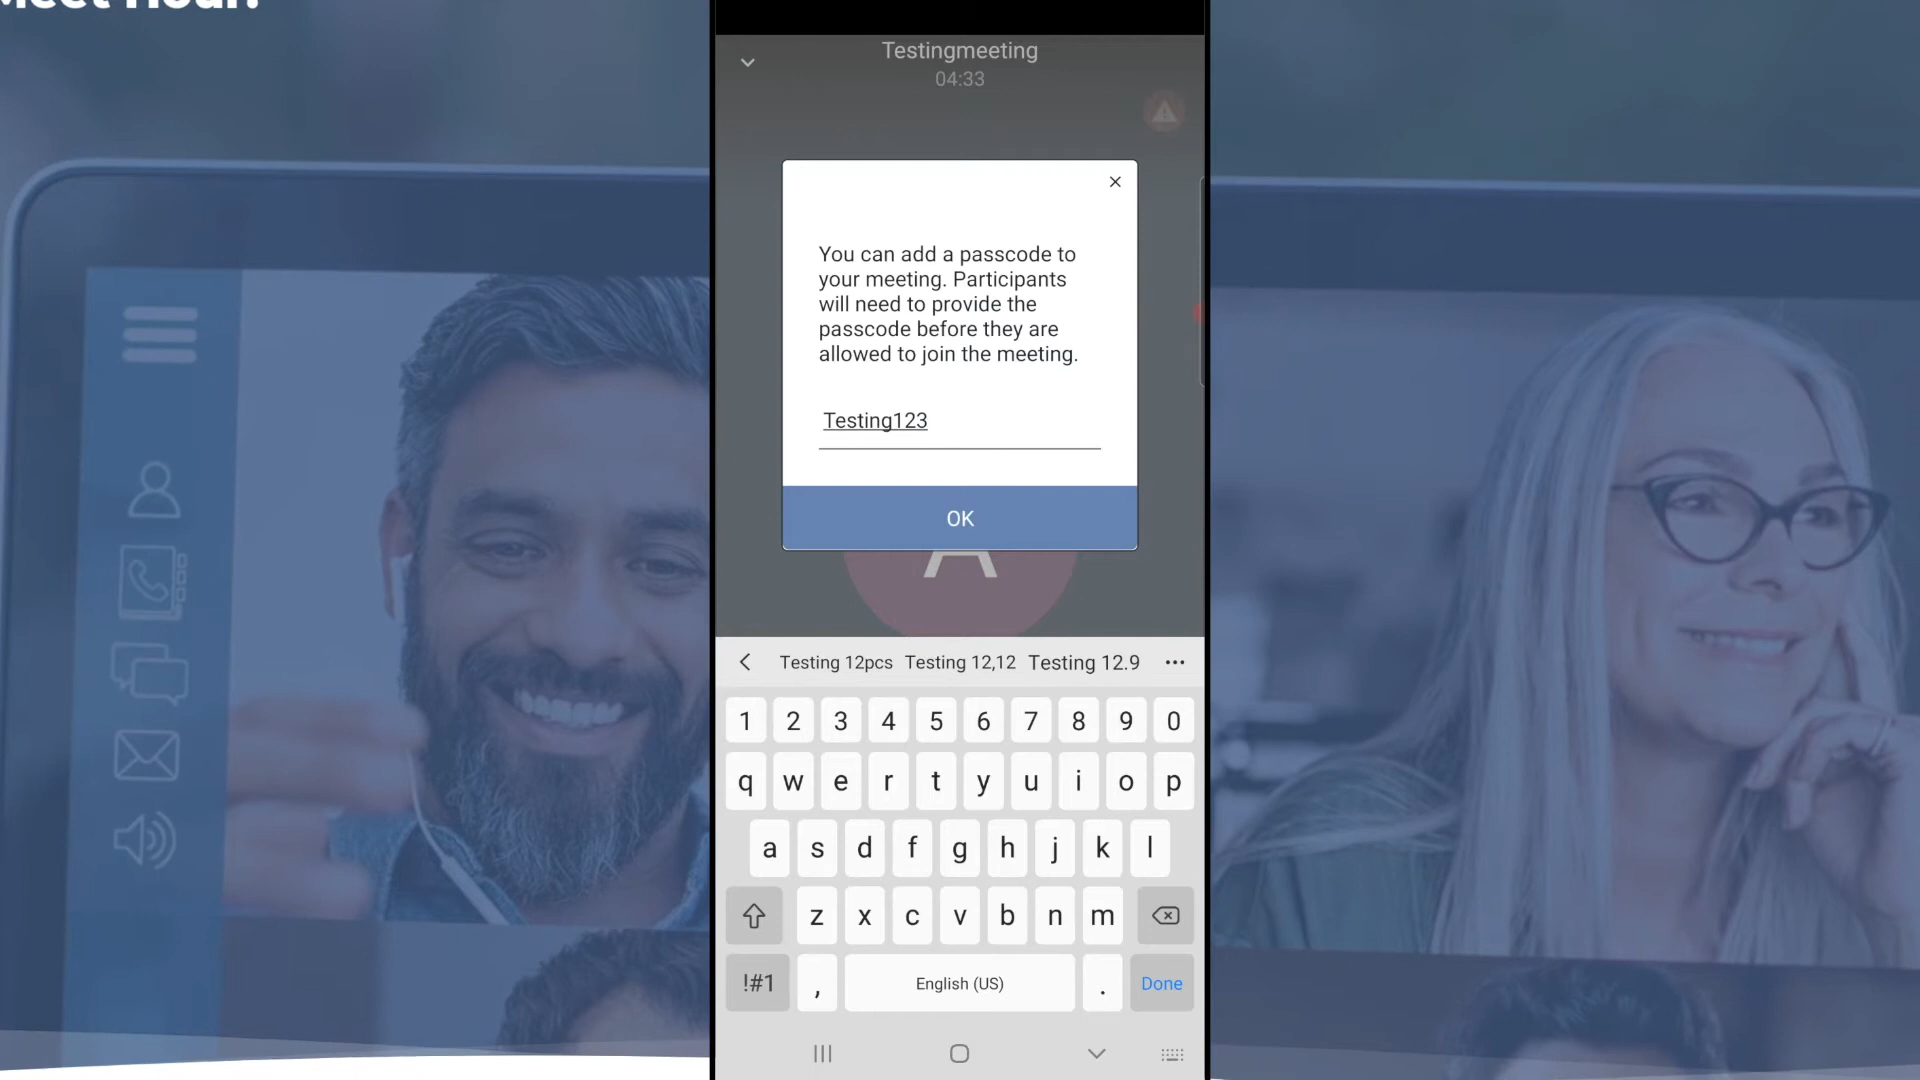 Meet Hour.
Testingmeeting
04:33
You can add a passcode to
your meeting. Participants
will need to provide the
passcode before they are
allowed to join the meeting.
Testing123
OK
A
Testing 12pcs Testing 12,12 Testing 12.9 •••
1 2 3 4 5 6 7 8 9 0
q w e r t y u i o p
a s d f g h j k l
z x c v b n m
!#1 , English (US) . Done